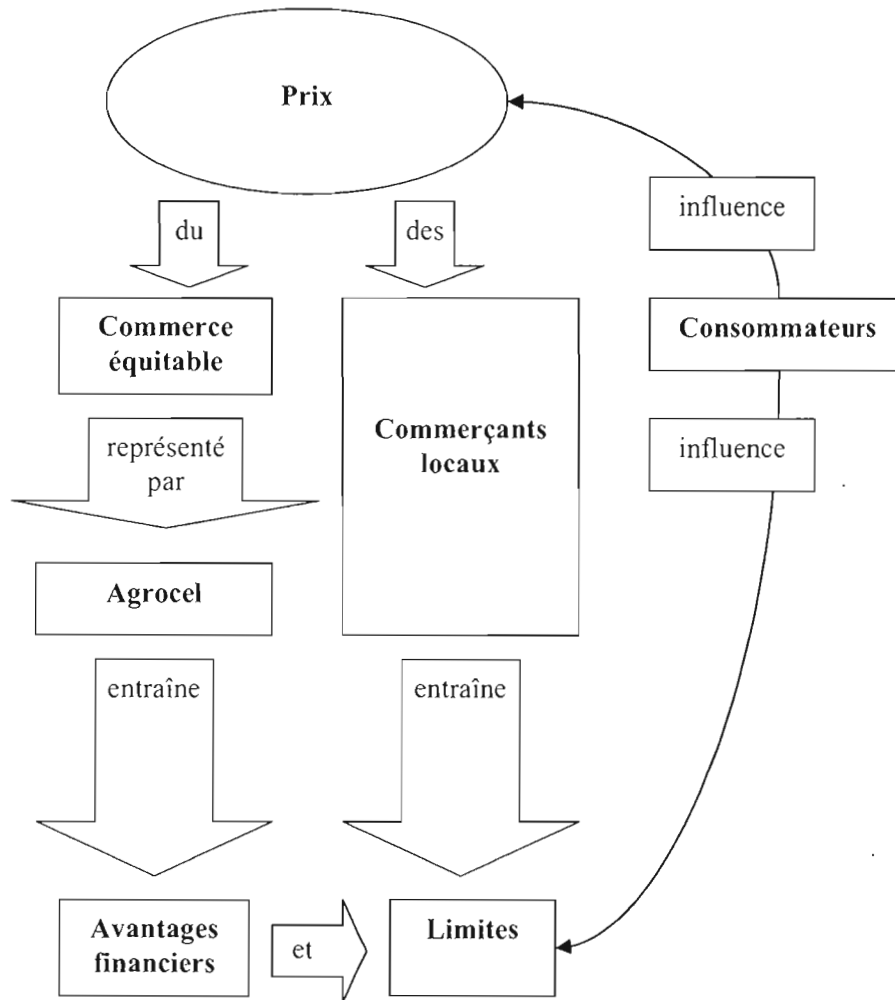 Prix
du
des
influence
Commerce
équitable
Commerçants
locaux
Consommateurs
représenté
par
influence
Agrocel
entraîne
entraîne
Avantages
financiers
et
Limites